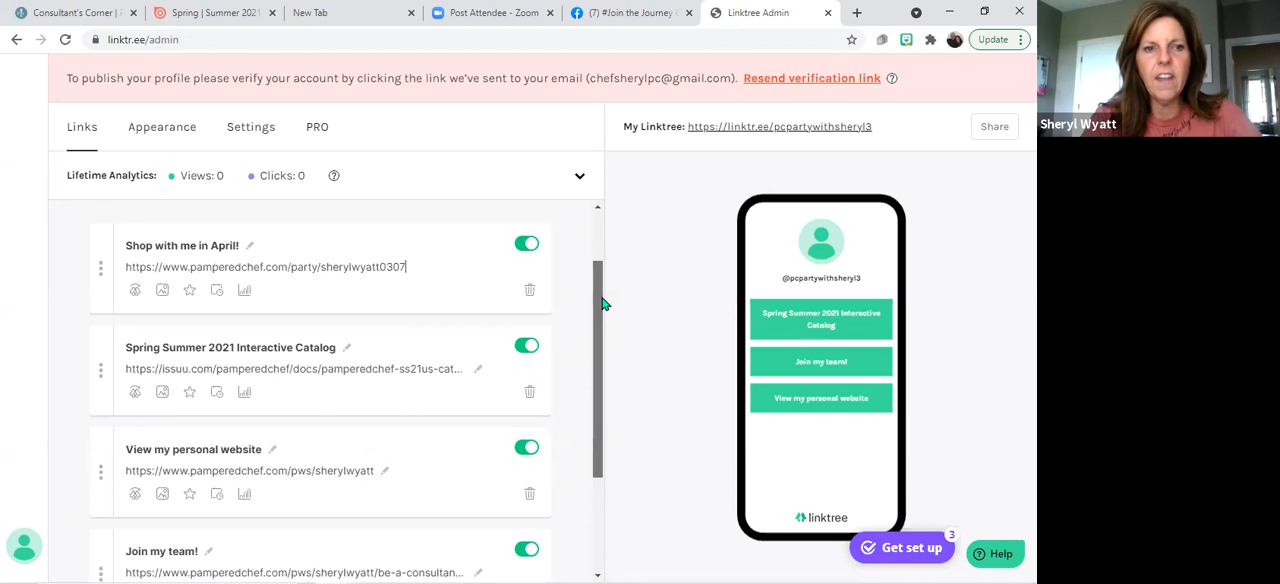 Consultant's Corner | P
Spring | Summer 2021
New Tab
Post Attendee - Zoom
(7) #Join the Journey
Linktree Admin
linktr.ee/admin
Update
To publish your profile please verify your account by clicking the link we've sent to your email (chefsherylpc@gmail.com). Resend verification link
Links Appearance Settings PRO
My Linktree: https://linktr.ee/pcpartywithsheryl3
Share
Sheryl Wyatt
Lifetime Analytics: Views: 0 Clicks: 0
Shop with me in April!
https://www.pamperedchef.com/party/sherylwyatt0307
Spring Summer 2021 Interactive Catalog
https://issuu.com/pamperedchef/docs/pamperedchef-ss21us-cat...
View my personal website
https://www.pamperedchef.com/pws/sherylwyatt
Join my team!
https://www.pamperedchef.com/pws/sherylwyatt/be-a-consultan...
@pcpartywithsheryl3
Spring Summer 2021 Interactive
Catalog
Join my team!
View my personal website
linktree
3
Get set up
Help